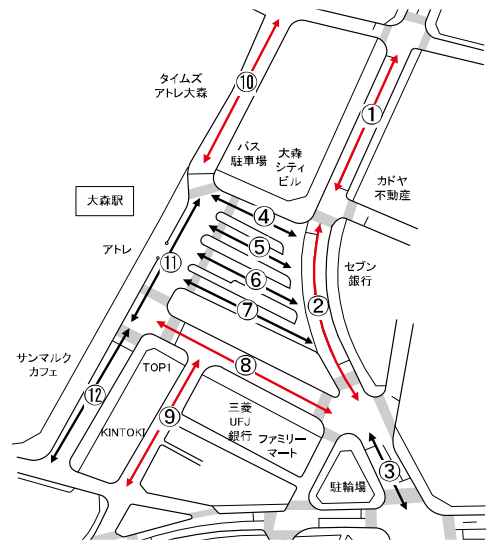 ⑩
タイムズ
アトレ大森
①
バス
駐車場
大森
シティ
ビル
カドヤ
不動産
大森駅
④
アトレ
⑤
⑪
⑥
セブン
銀行
②
⑦
サンマルク
カフェ
TOP1
⑧
⑫
⑨
三菱
UFJ
銀行
KINTOKI
ファミリー
マート
③
駐輪場